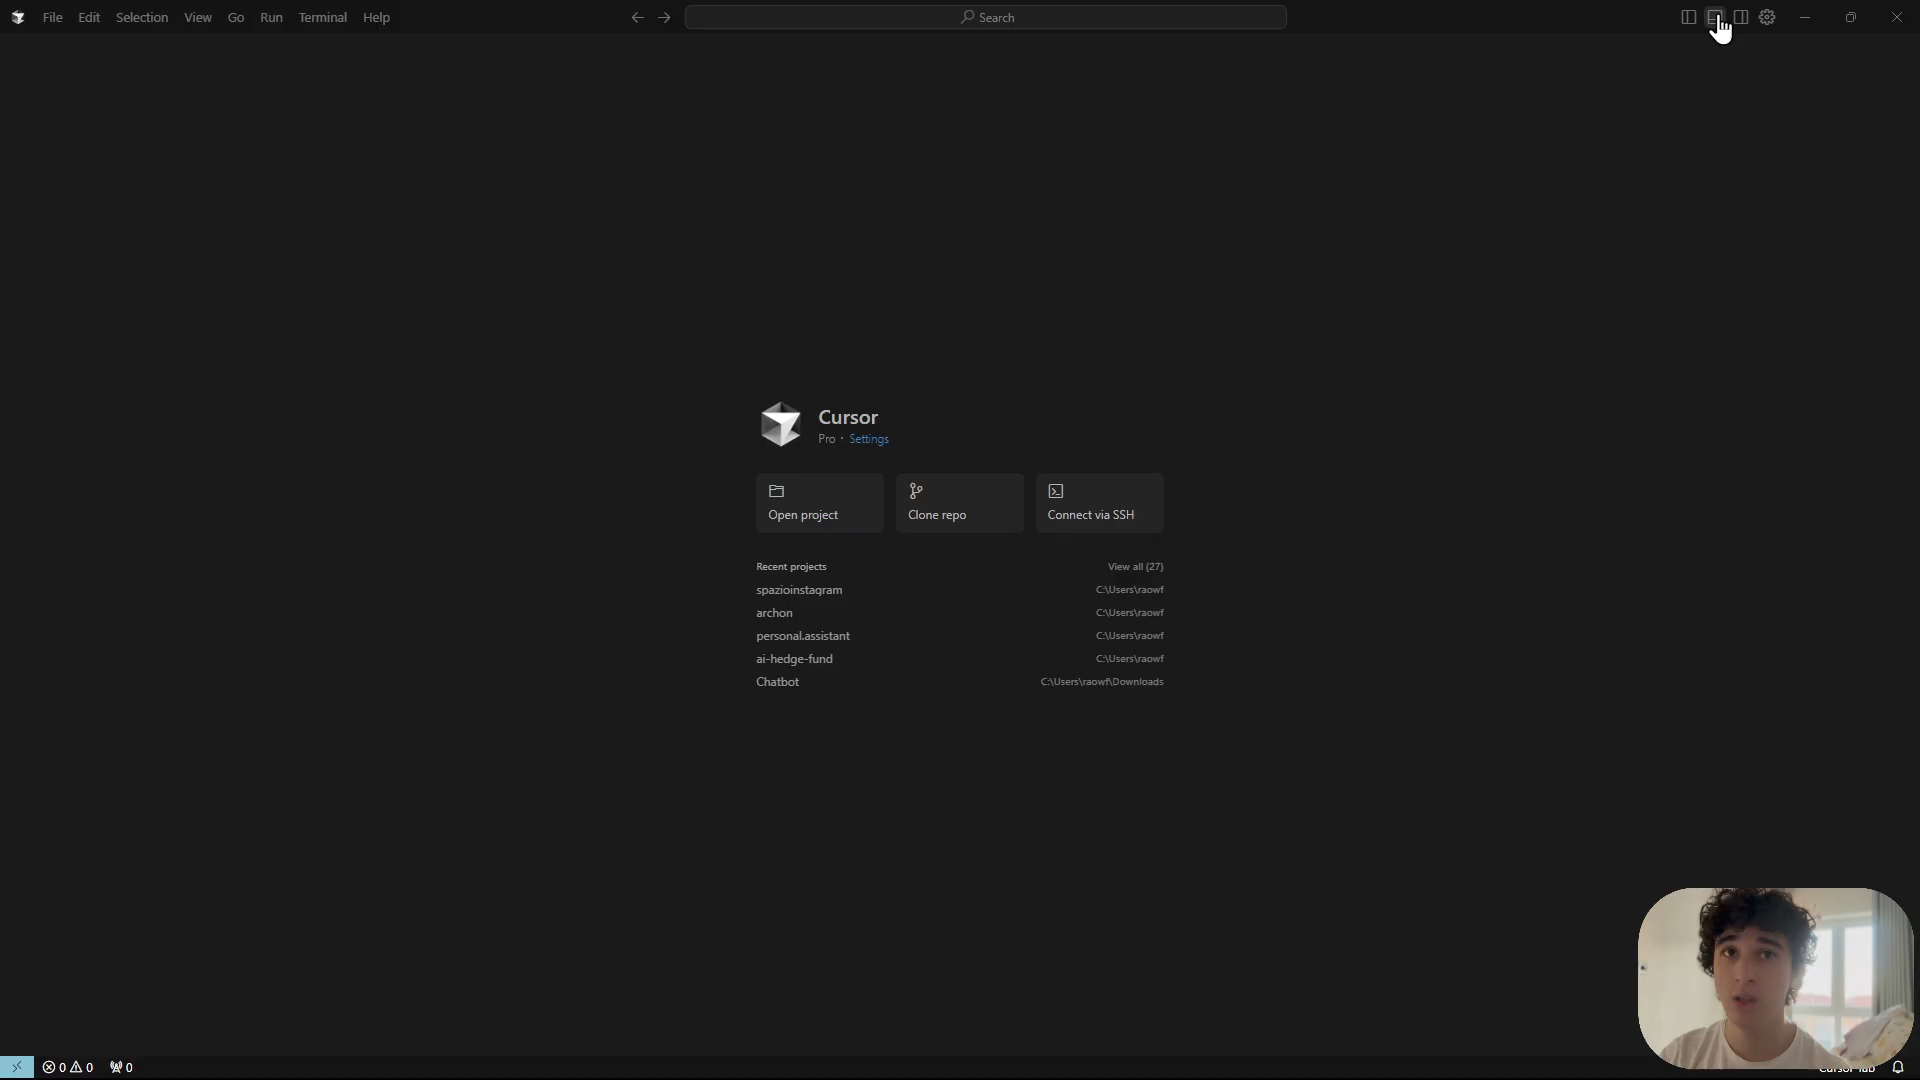 File Edit Selection View Go Run Terminal Help Search
Cursor
Pro · Settings
Open project Clone repo Connect via SSH
Recent projects View all (27)
spazioinstagram C:\Users\raowf
archon C:\Users\raowf
personal.assistant C:\Users\raowf
ai-hedge-fund C:\Users\raowf
Chatbot C:\Users\raowf\Downloads
0 0 0